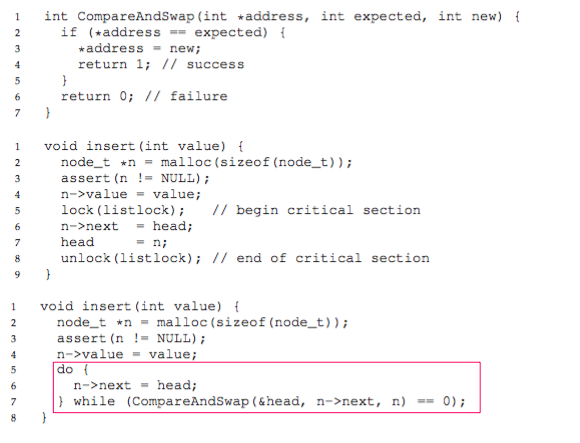 1 int CompareAndSwap(int *address, int expected, int new) {
2 if (*address == expected) {
3 *address = new;
4 return 1; // success
5 }
6 return 0; // failure
7 }
1 void insert(int value) {
2 node_t *n = malloc(sizeof(node_t));
3 assert(n != NULL);
4 n->value = value;
5 lock(listlock); // begin critical section
6 n->next = head;
7 head = n;
8 unlock(listlock); // end of critical section
9 }
1 void insert(int value) {
2 node_t *n = malloc(sizeof(node_t));
3 assert(n != NULL);
4 n->value = value;
5 do {
6 n->next = head;
7 } while (CompareAndSwap(&head, n->next, n) == 0);
8 }